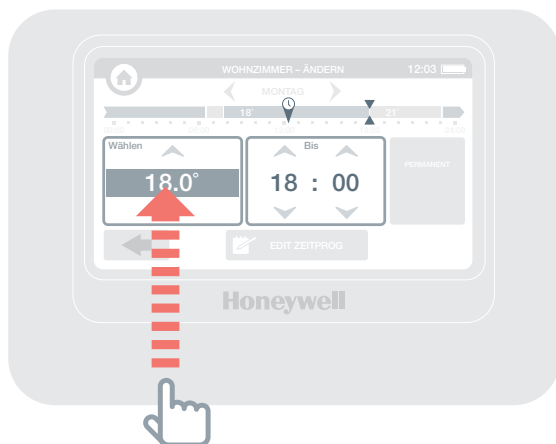 WOHNZIMMER – ÄNDERN 12:03
MONTAG
18° 21°
Wählen Bis
18.0° 18 : 00
PERMANENT
EDIT ZEITPROG
Honeywell